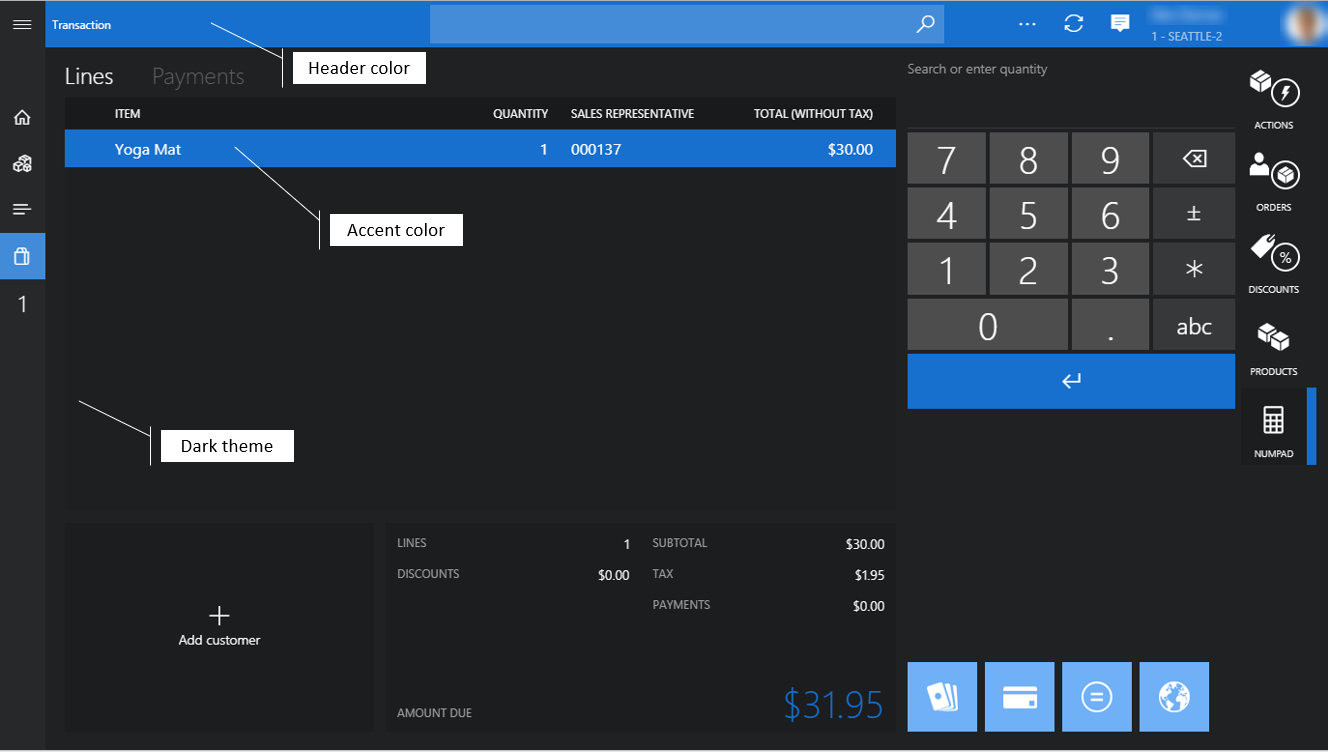 Transaction
1 - SEATTLE-2
Header color
Lines Payments
Search or enter quantity
ITEM QUANTITY SALES REPRESENTATIVE TOTAL (WITHOUT TAX)
Yoga Mat 1 000137 $30.00
Accent color
Dark theme
1
7 8 9
4 5 6 ±
1 2 3 *
0 . abc
ACTIONS
ORDERS
%
DISCOUNTS
PRODUCTS
NUMPAD
Add customer
LINES 1 SUBTOTAL $30.00
DISCOUNTS $0.00 TAX $1.95
PAYMENTS $0.00
AMOUNT DUE $31.95